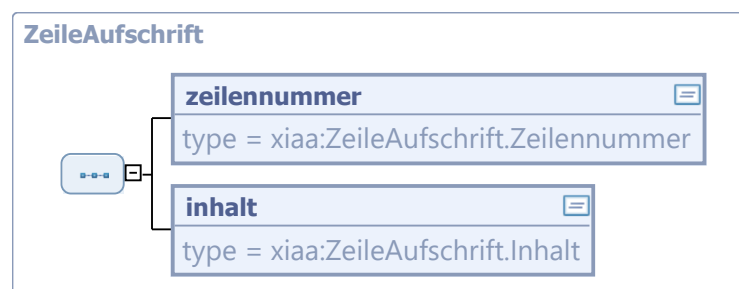 ZeileAufschrift
zeilennummer
type = xiaa:ZeileAufschrift.Zeilennummer
inhalt
type = xiaa:ZeileAufschrift.Inhalt